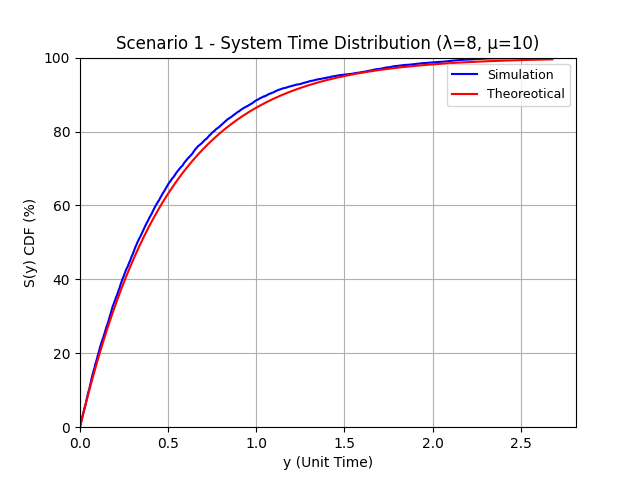 Scenario 1 - System Time Distribution (λ=8, μ=10)
Simulation
Theoreotical
S(y) CDF (%)
100
80
60
40
20
0
0.0 0.5 1.0 1.5 2.0 2.5
y (Unit Time)